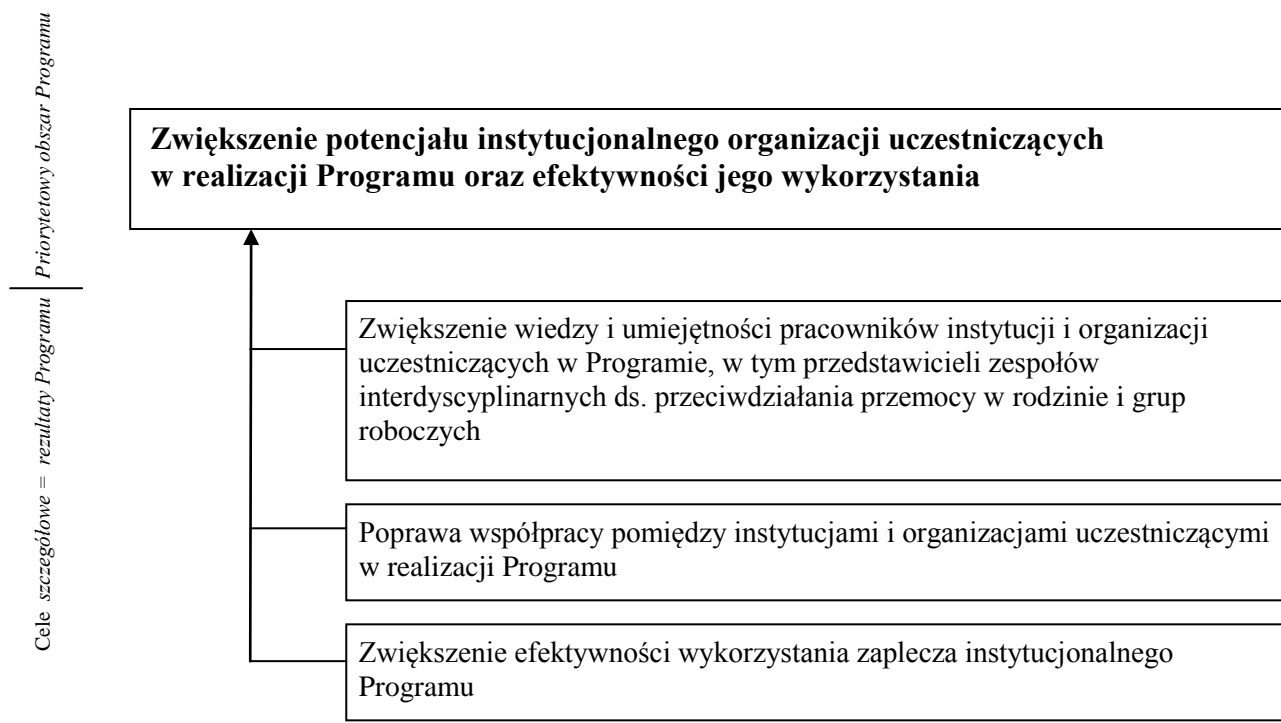 Priorytetowy obszar Programu
Zwiększenie potencjału instytucjonalnego organizacji uczestniczących
w realizacji Programu oraz efektywności jego wykorzystania
Cele szczegółowe = rezultaty Programu
Zwiększenie wiedzy i umiejętności pracowników instytucji i organizacji
uczestniczących w Programie, w tym przedstawicieli zespołów
interdyscyplinarnych ds. przeciwdziałania przemocy w rodzinie i grup
roboczych
Poprawa współpracy pomiędzy instytucjami i organizacjami uczestniczącymi
w realizacji Programu
Zwiększenie efektywności wykorzystania zaplecza instytucjonalnego
Programu